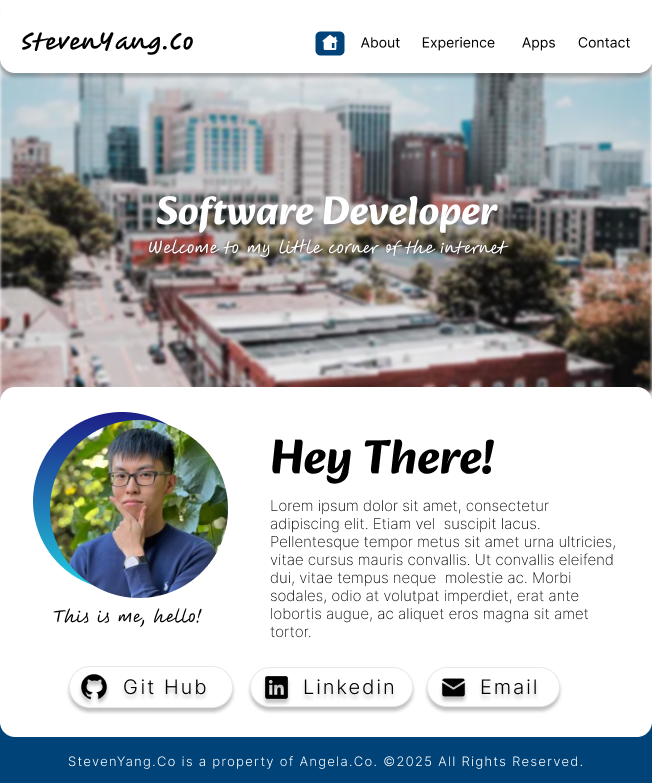 StevenYang.Co
About Experience Apps Contact
Software Developer
Welcome to my little corner of the internet
Hey There!
Lorem ipsum dolor sit amet, consectetur
adipiscing elit. Etiam vel  suscipit lacus.
Pellentesque tempor metus sit amet urna ultricies,
vitae cursus mauris convallis. Ut convallis eleifend
dui, vitae tempus neque  molestie ac. Morbi
sodales, odio at volutpat imperdiet, erat ante
lobortis augue, ac aliquet eros magna sit amet
tortor.
This is me, hello!
Git Hub
Linkedin
Email
StevenYang.Co is a property of Angela.Co. ©2025 All Rights Reserved.